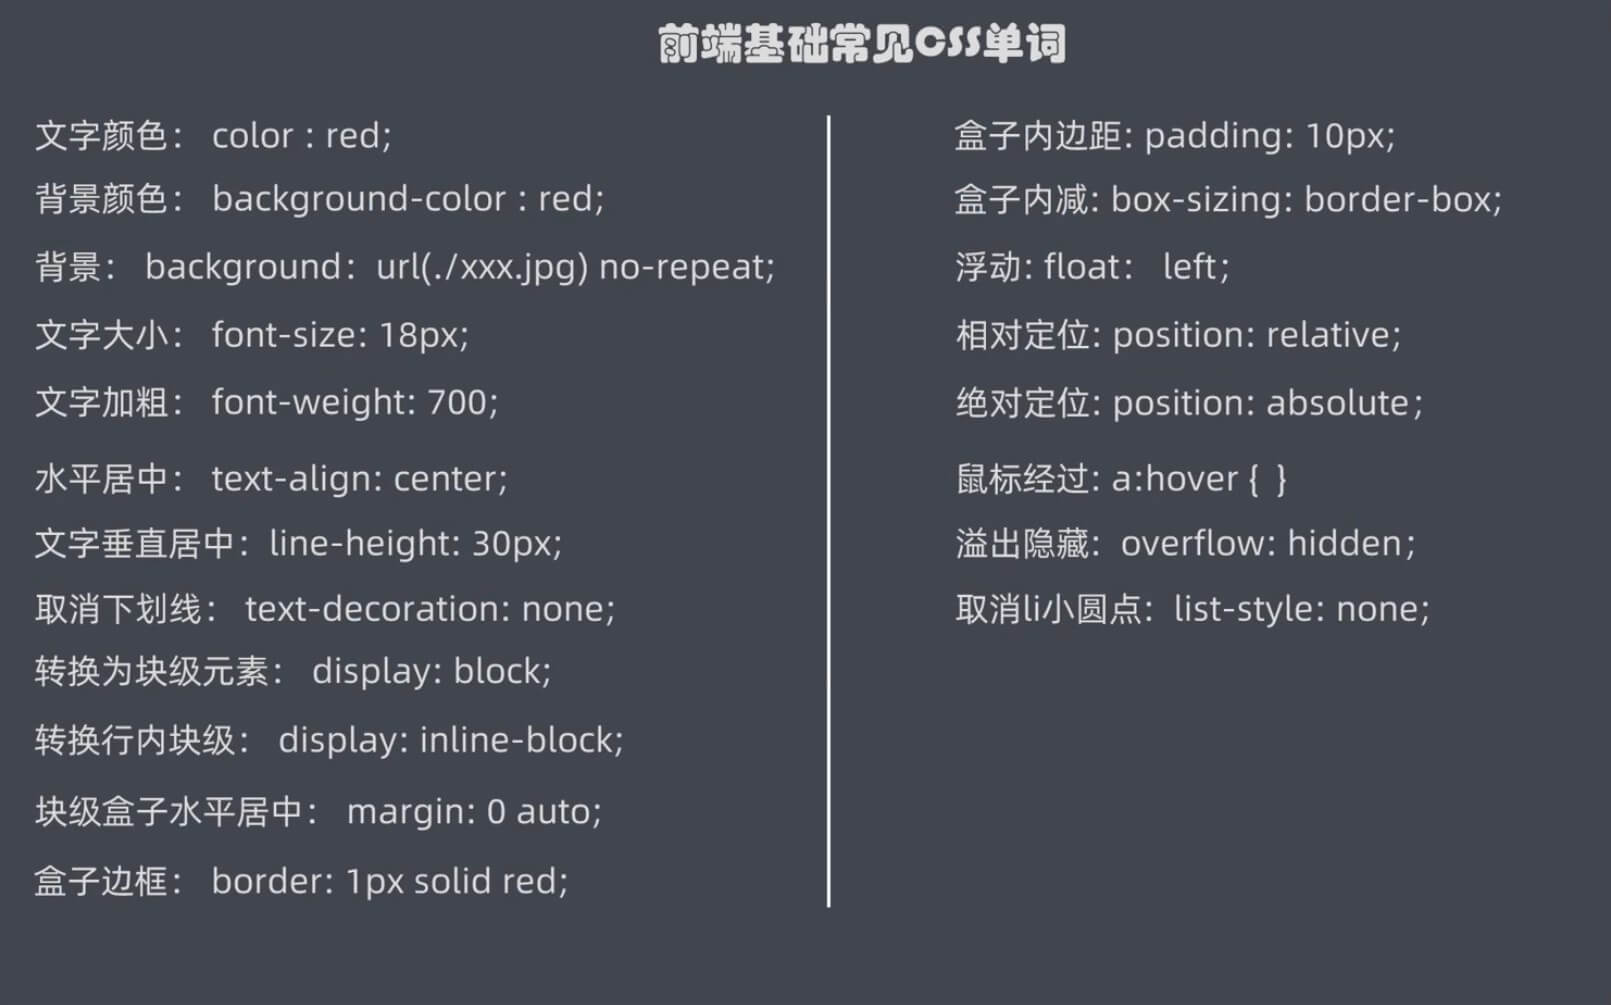 前端基础常见CSS单词
文字颜色： color : red;
背景颜色： background-color : red;
背景： background： url(./xxx.jpg) no-repeat;
文字大小： font-size: 18px;
文字加粗： font-weight: 700;
水平居中： text-align: center;
文字垂直居中：line-height: 30px;
取消下划线： text-decoration: none;
转换为块级元素： display: block;
转换行内块级： display: inline-block;
块级盒子水平居中： margin: 0 auto;
盒子边框： border: 1px solid red;
盒子内边距: padding: 10px;
盒子内减: box-sizing: border-box;
浮动: float： left;
相对定位: position: relative;
绝对定位: position: absolute;
鼠标经过: a:hover { }
溢出隐藏: overflow: hidden;
取消li小圆点: list-style: none;